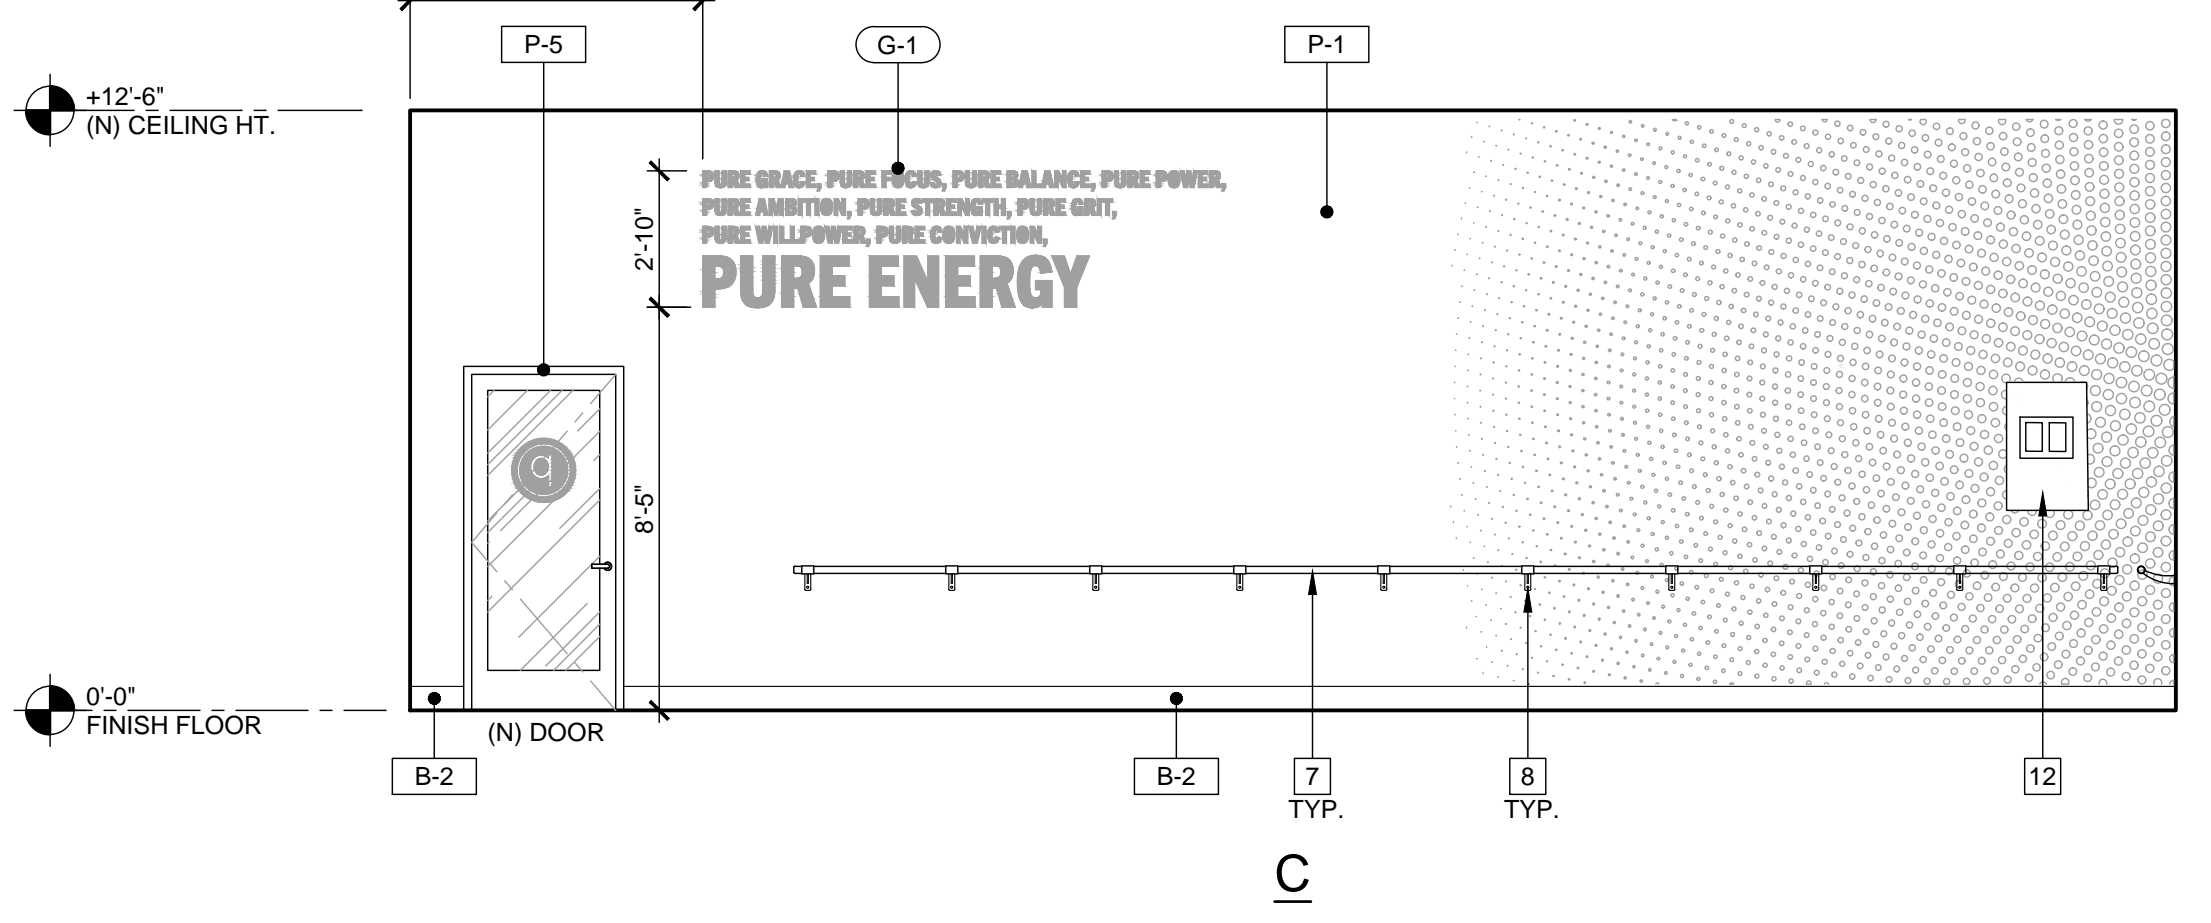 P-5
G-1
P-1
+12'-6"
(N) CEILING HT.
PURE GRACE, PURE FOCUS, PURE BALANCE, PURE POWER,
PURE AMBITION, PURE STRENGTH, PURE GRIT,
PURE WILLPOWER, PURE CONVICTION,
PURE ENERGY
2'-10"
8'-5"
q
0'-0"
FINISH FLOOR
(N) DOOR
B-2
B-2
7
TYP.
8
TYP.
12
C